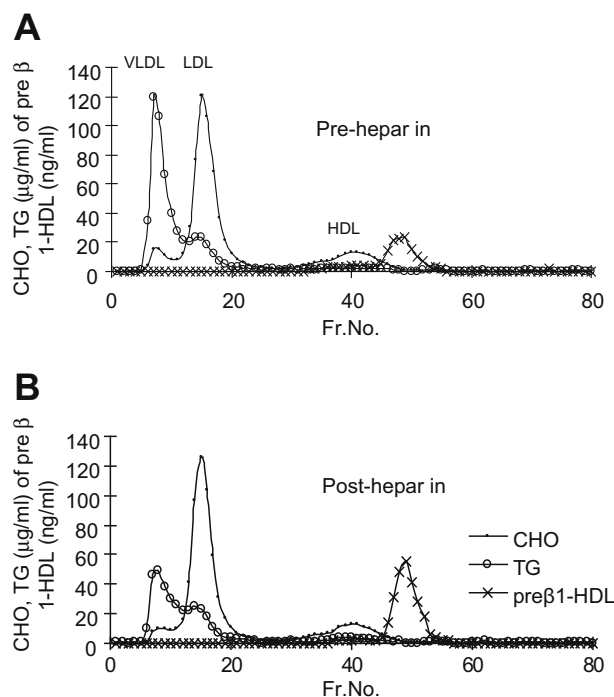 A
VLDL LDL
140
120
100
80
60
40
20
0
CHO, TG (µg/ml) of pre β
1-HDL (ng/ml)
Pre-hepar in
HDL
0 20 40 60 80
Fr.No.
B
140
120
100
80
60
40
20
0
CHO, TG (µg/ml) of pre β
1-HDL (ng/ml)
Post-hepar in
CHO
TG
preβ1-HDL
0 20 40 60 80
Fr.No.